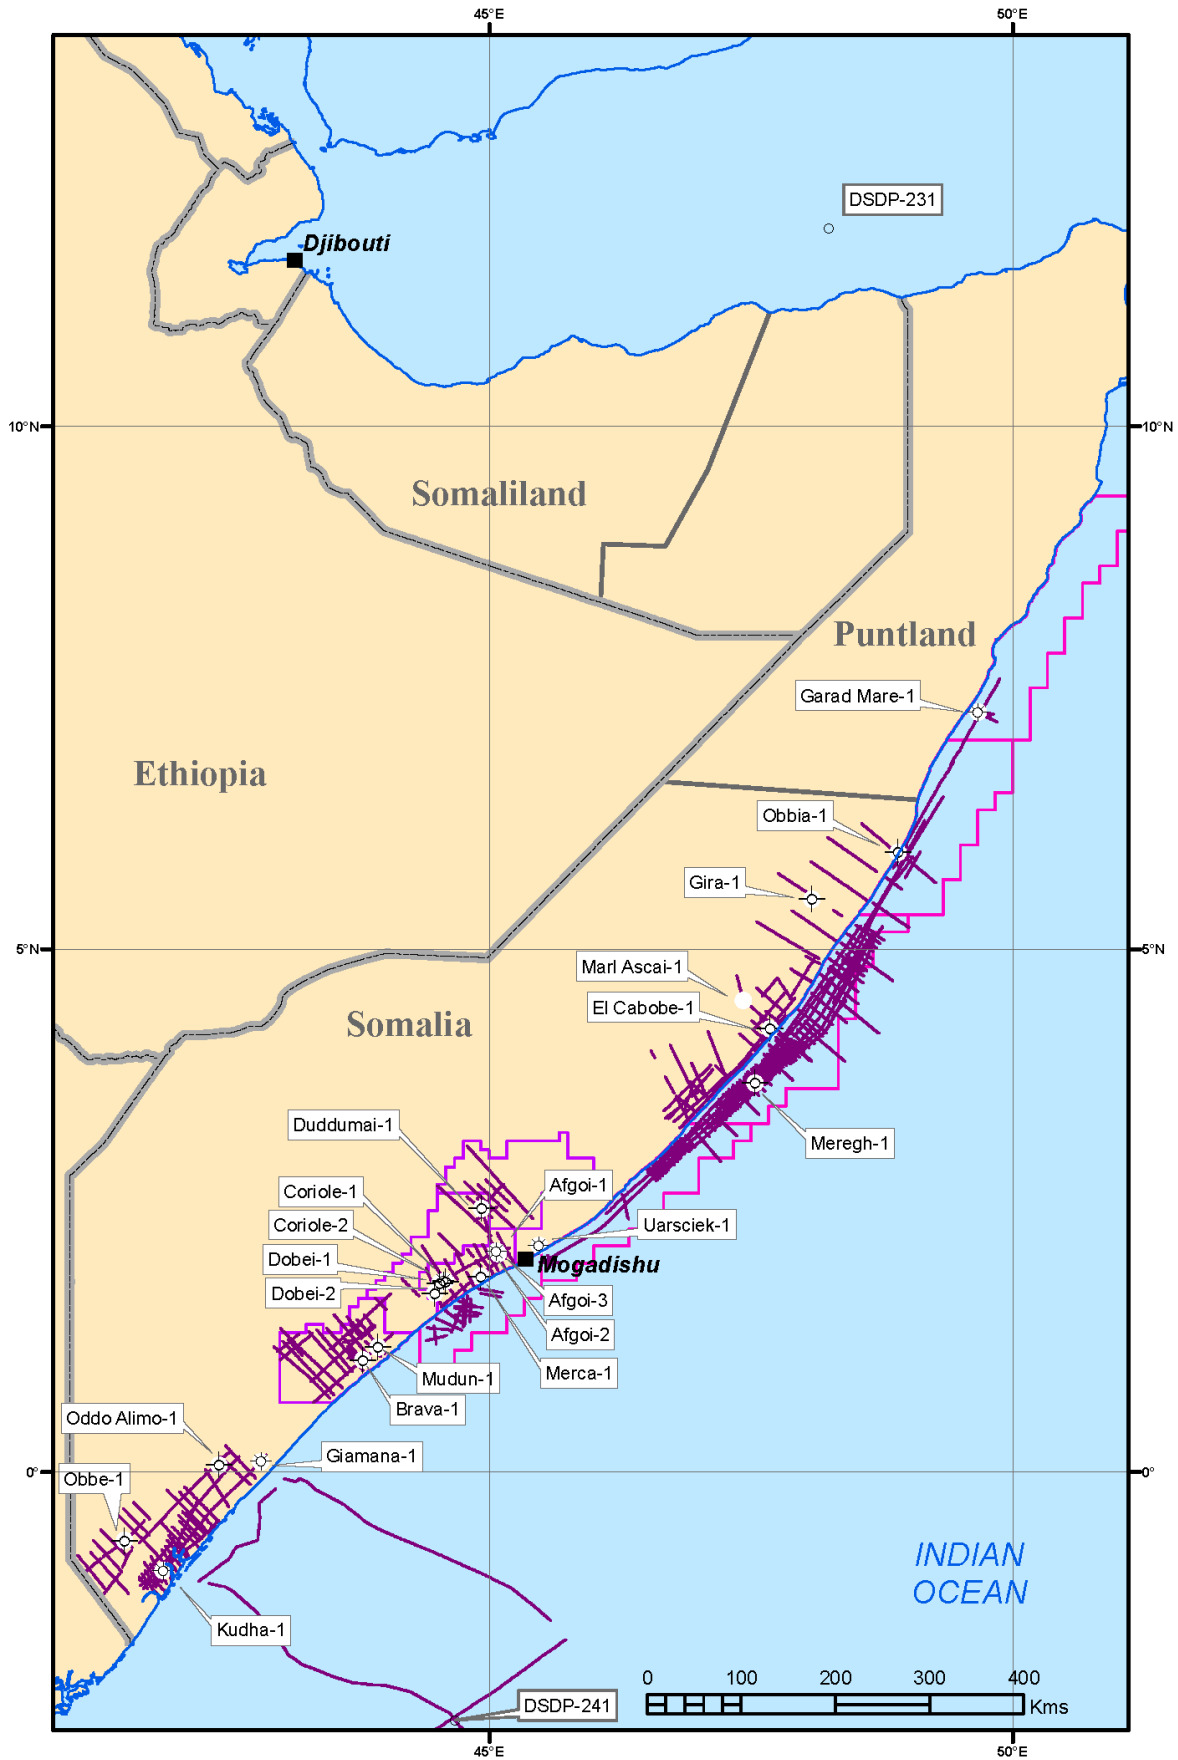 45°E
50°E
DSDP-231
Djibouti
10°N
10°N
Somaliland
Puntland
Garad Mare-1
Ethiopia
Obbia-1
Gira-1
5°N
5°N
Marl Ascai-1
El Cabobe-1
Somalia
Duddumai-1
Meregh-1
Coriole-1
Afgoi-1
Coriole-2
Uarsciek-1
Dobei-1
Mogadishu
Dobei-2
Afgoi-3
Afgoi-2
Merca-1
Mudun-1
Brava-1
Oddo Alimo-1
Giamana-1
0°
0°
Obbe-1
INDIAN
OCEAN
Kudha-1
0 100 200 300 400
Kms
DSDP-241
45°E
50°E